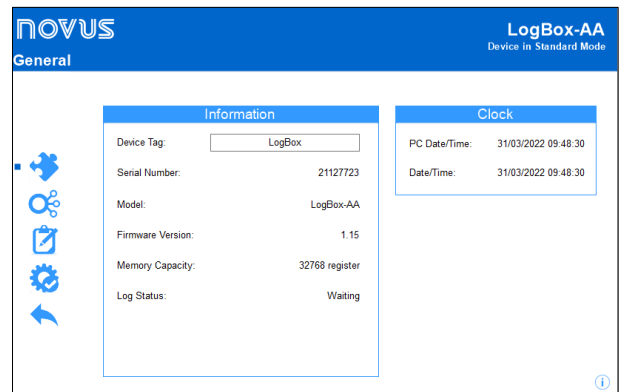 NOVUS
LogBox-AA
Device in Standard Mode
General
Information
Device Tag: LogBox
Serial Number: 21127723
Model: LogBox-AA
Firmware Version: 1.15
Memory Capacity: 32768 register
Log Status: Waiting
Clock
PC Date/Time: 31/03/2022 09:48:30
Date/Time: 31/03/2022 09:48:30
i